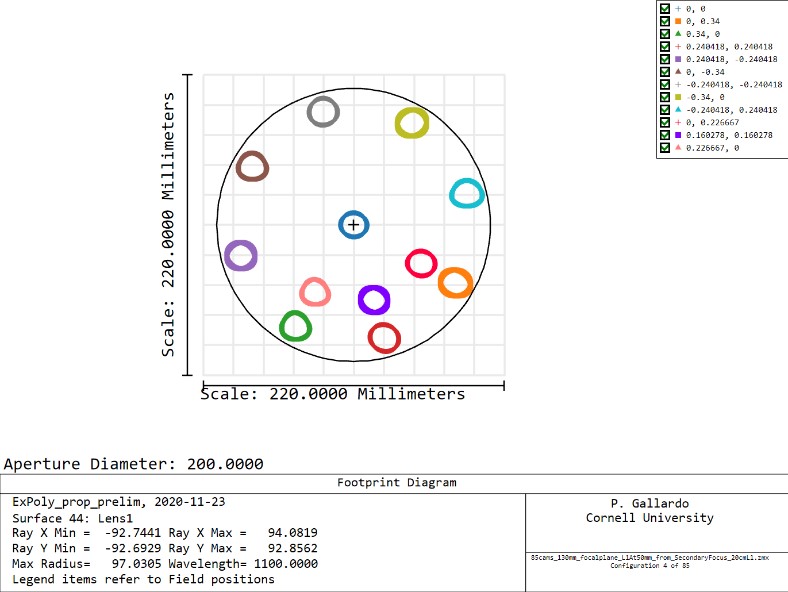 0, 0
0, 0.34
0.34, 0
0.240418, 0.240418
0.240418, -0.240418
0, -0.34
-0.240418, -0.240418
-0.34, 0
-0.240418, 0.240418
0, 0.226667
0.160278, 0.160278
0.226667, 0
Scale: 220.0000 Millimeters
Scale: 220.0000 Millimeters
Aperture Diameter: 200.0000
Footprint Diagram
ExPoly_prop_prelim, 2020-11-23
Surface 44: Lens1
Ray X Min = -92.7441 Ray X Max = 94.0819
Ray Y Min = -92.6929 Ray Y Max = 92.8562
Max Radius= 97.0305 Wavelength= 1100.0000
Legend items refer to Field positions
P. Gallardo
Cornell University
85cams_130mm_focalplane_L1At50mm_from_SecondaryFocus_20cmL1.zmx
Configuration 4 of 85